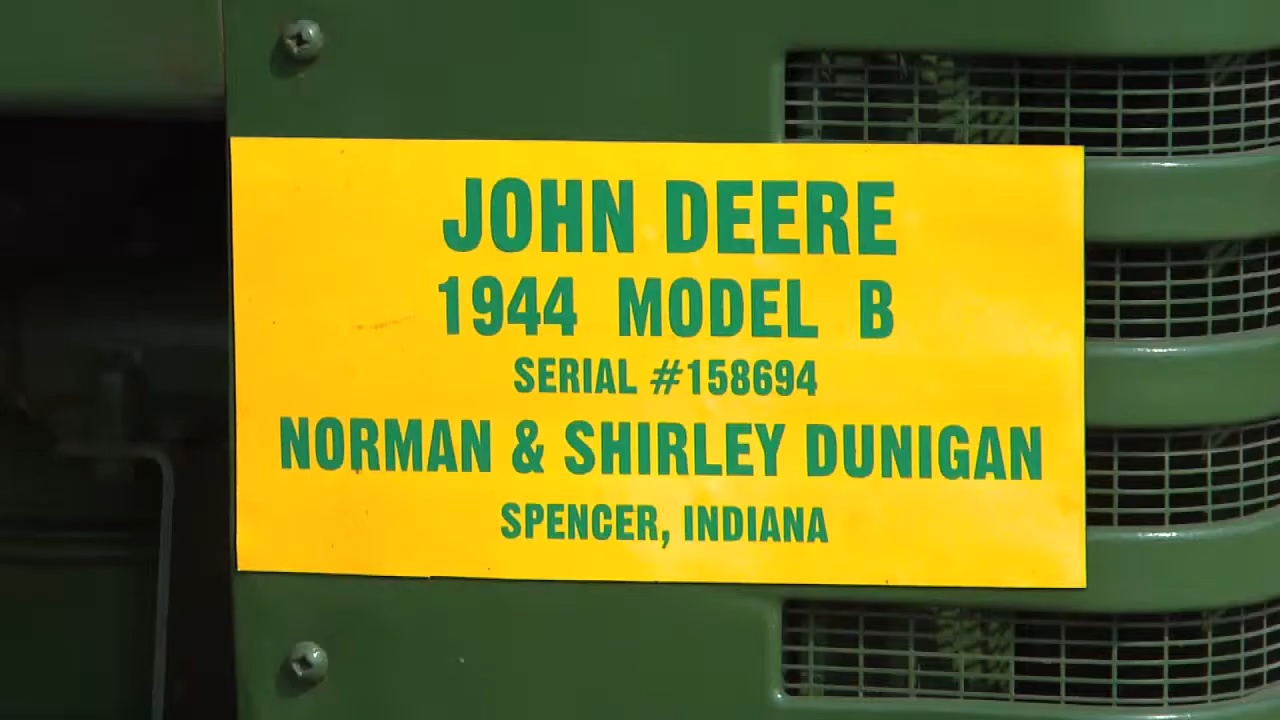 JOHN DEERE
1944 MODEL B
SERIAL #158694
NORMAN & SHIRLEY DUNIGAN
SPENCER, INDIANA